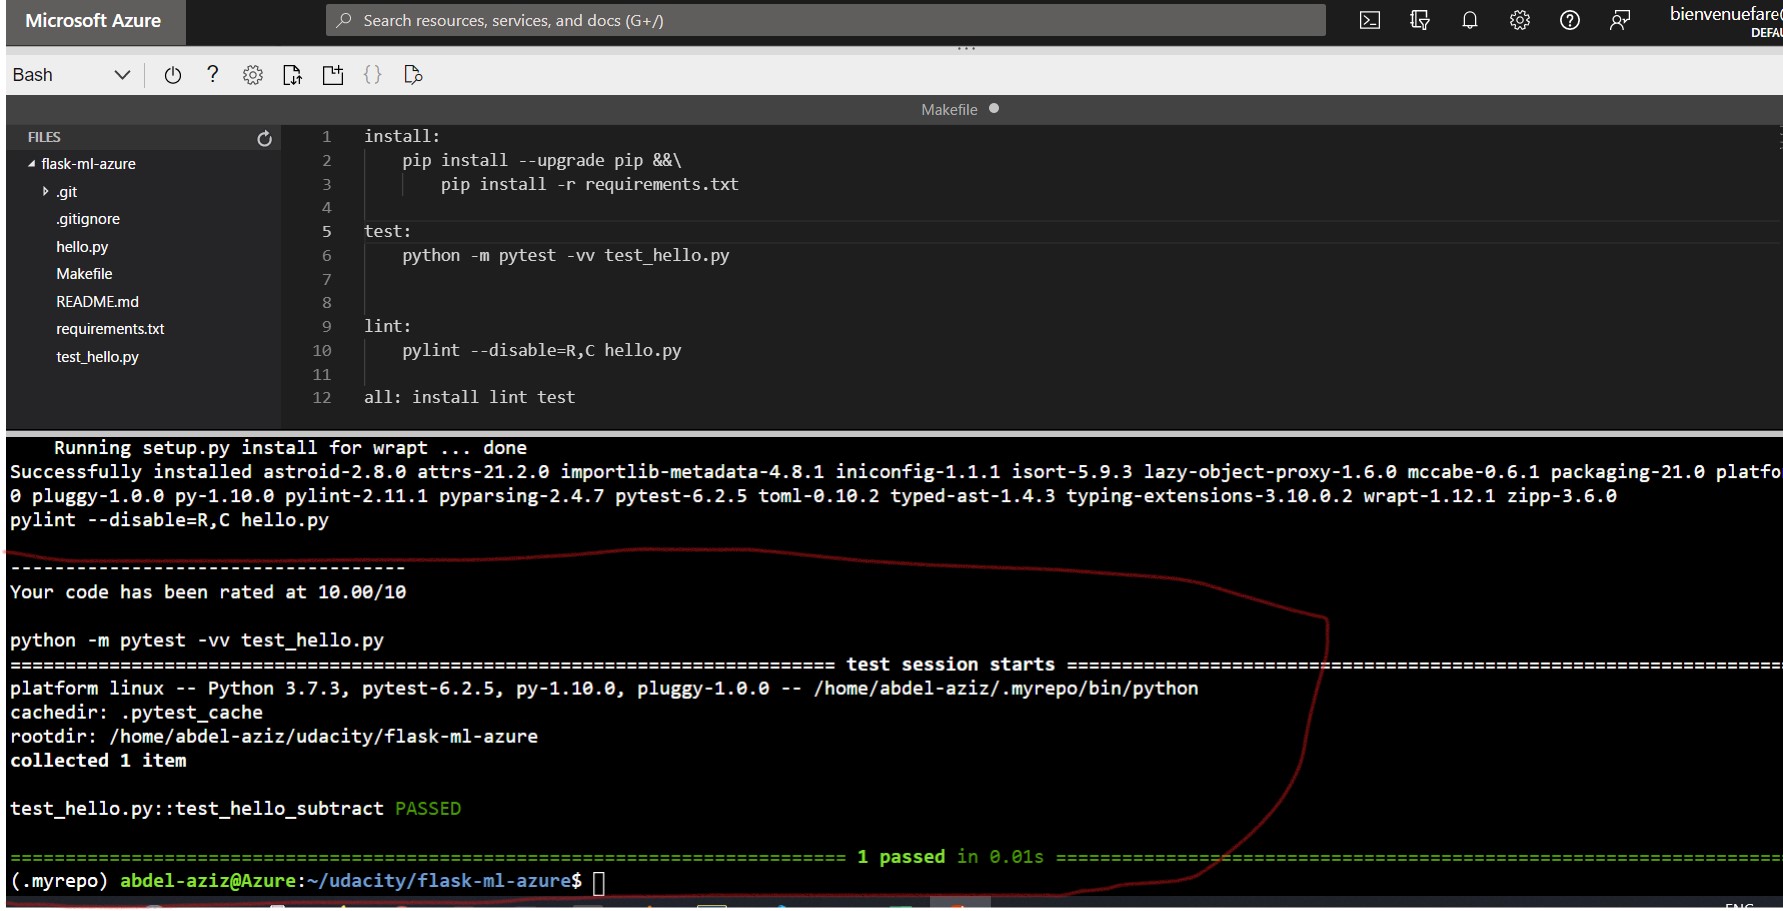 Microsoft Azure
Search resources, services, and docs (G+/)
bienvenuefare
DEFAU
Bash
?
{ }
Makefile
FILES
flask-ml-azure
.git
.gitignore
hello.py
Makefile
README.md
requirements.txt
test_hello.py
1 install:
2     pip install --upgrade pip &&\
3         pip install -r requirements.txt
4
5 test:
6     python -m pytest -vv test_hello.py
7
8
9 lint:
10     pylint --disable=R,C hello.py
11
12 all: install lint test
    Running setup.py install for wrapt ... done
Successfully installed astroid-2.8.0 attrs-21.2.0 importlib-metadata-4.8.1 iniconfig-1.1.1 isort-5.9.3 lazy-object-proxy-1.6.0 mccabe-0.6.1 packaging-21.0 platfo
0 pluggy-1.0.0 py-1.10.0 pylint-2.11.1 pyparsing-2.4.7 pytest-6.2.5 toml-0.10.2 typed-ast-1.4.3 typing-extensions-3.10.0.2 wrapt-1.12.1 zipp-3.6.0
pylint --disable=R,C hello.py
------------------------------------
Your code has been rated at 10.00/10
python -m pytest -vv test_hello.py
=========================================================================== test session starts =================================================================
platform linux -- Python 3.7.3, pytest-6.2.5, py-1.10.0, pluggy-1.0.0 -- /home/abdel-aziz/.myrepo/bin/python
cachedir: .pytest_cache
rootdir: /home/abdel-aziz/udacity/flask-ml-azure
collected 1 item
test_hello.py::test_hello_subtract PASSED
============================================================================ 1 passed in 0.01s ==================================================================
(.myrepo) abdel-aziz@Azure:~/udacity/flask-ml-azure$